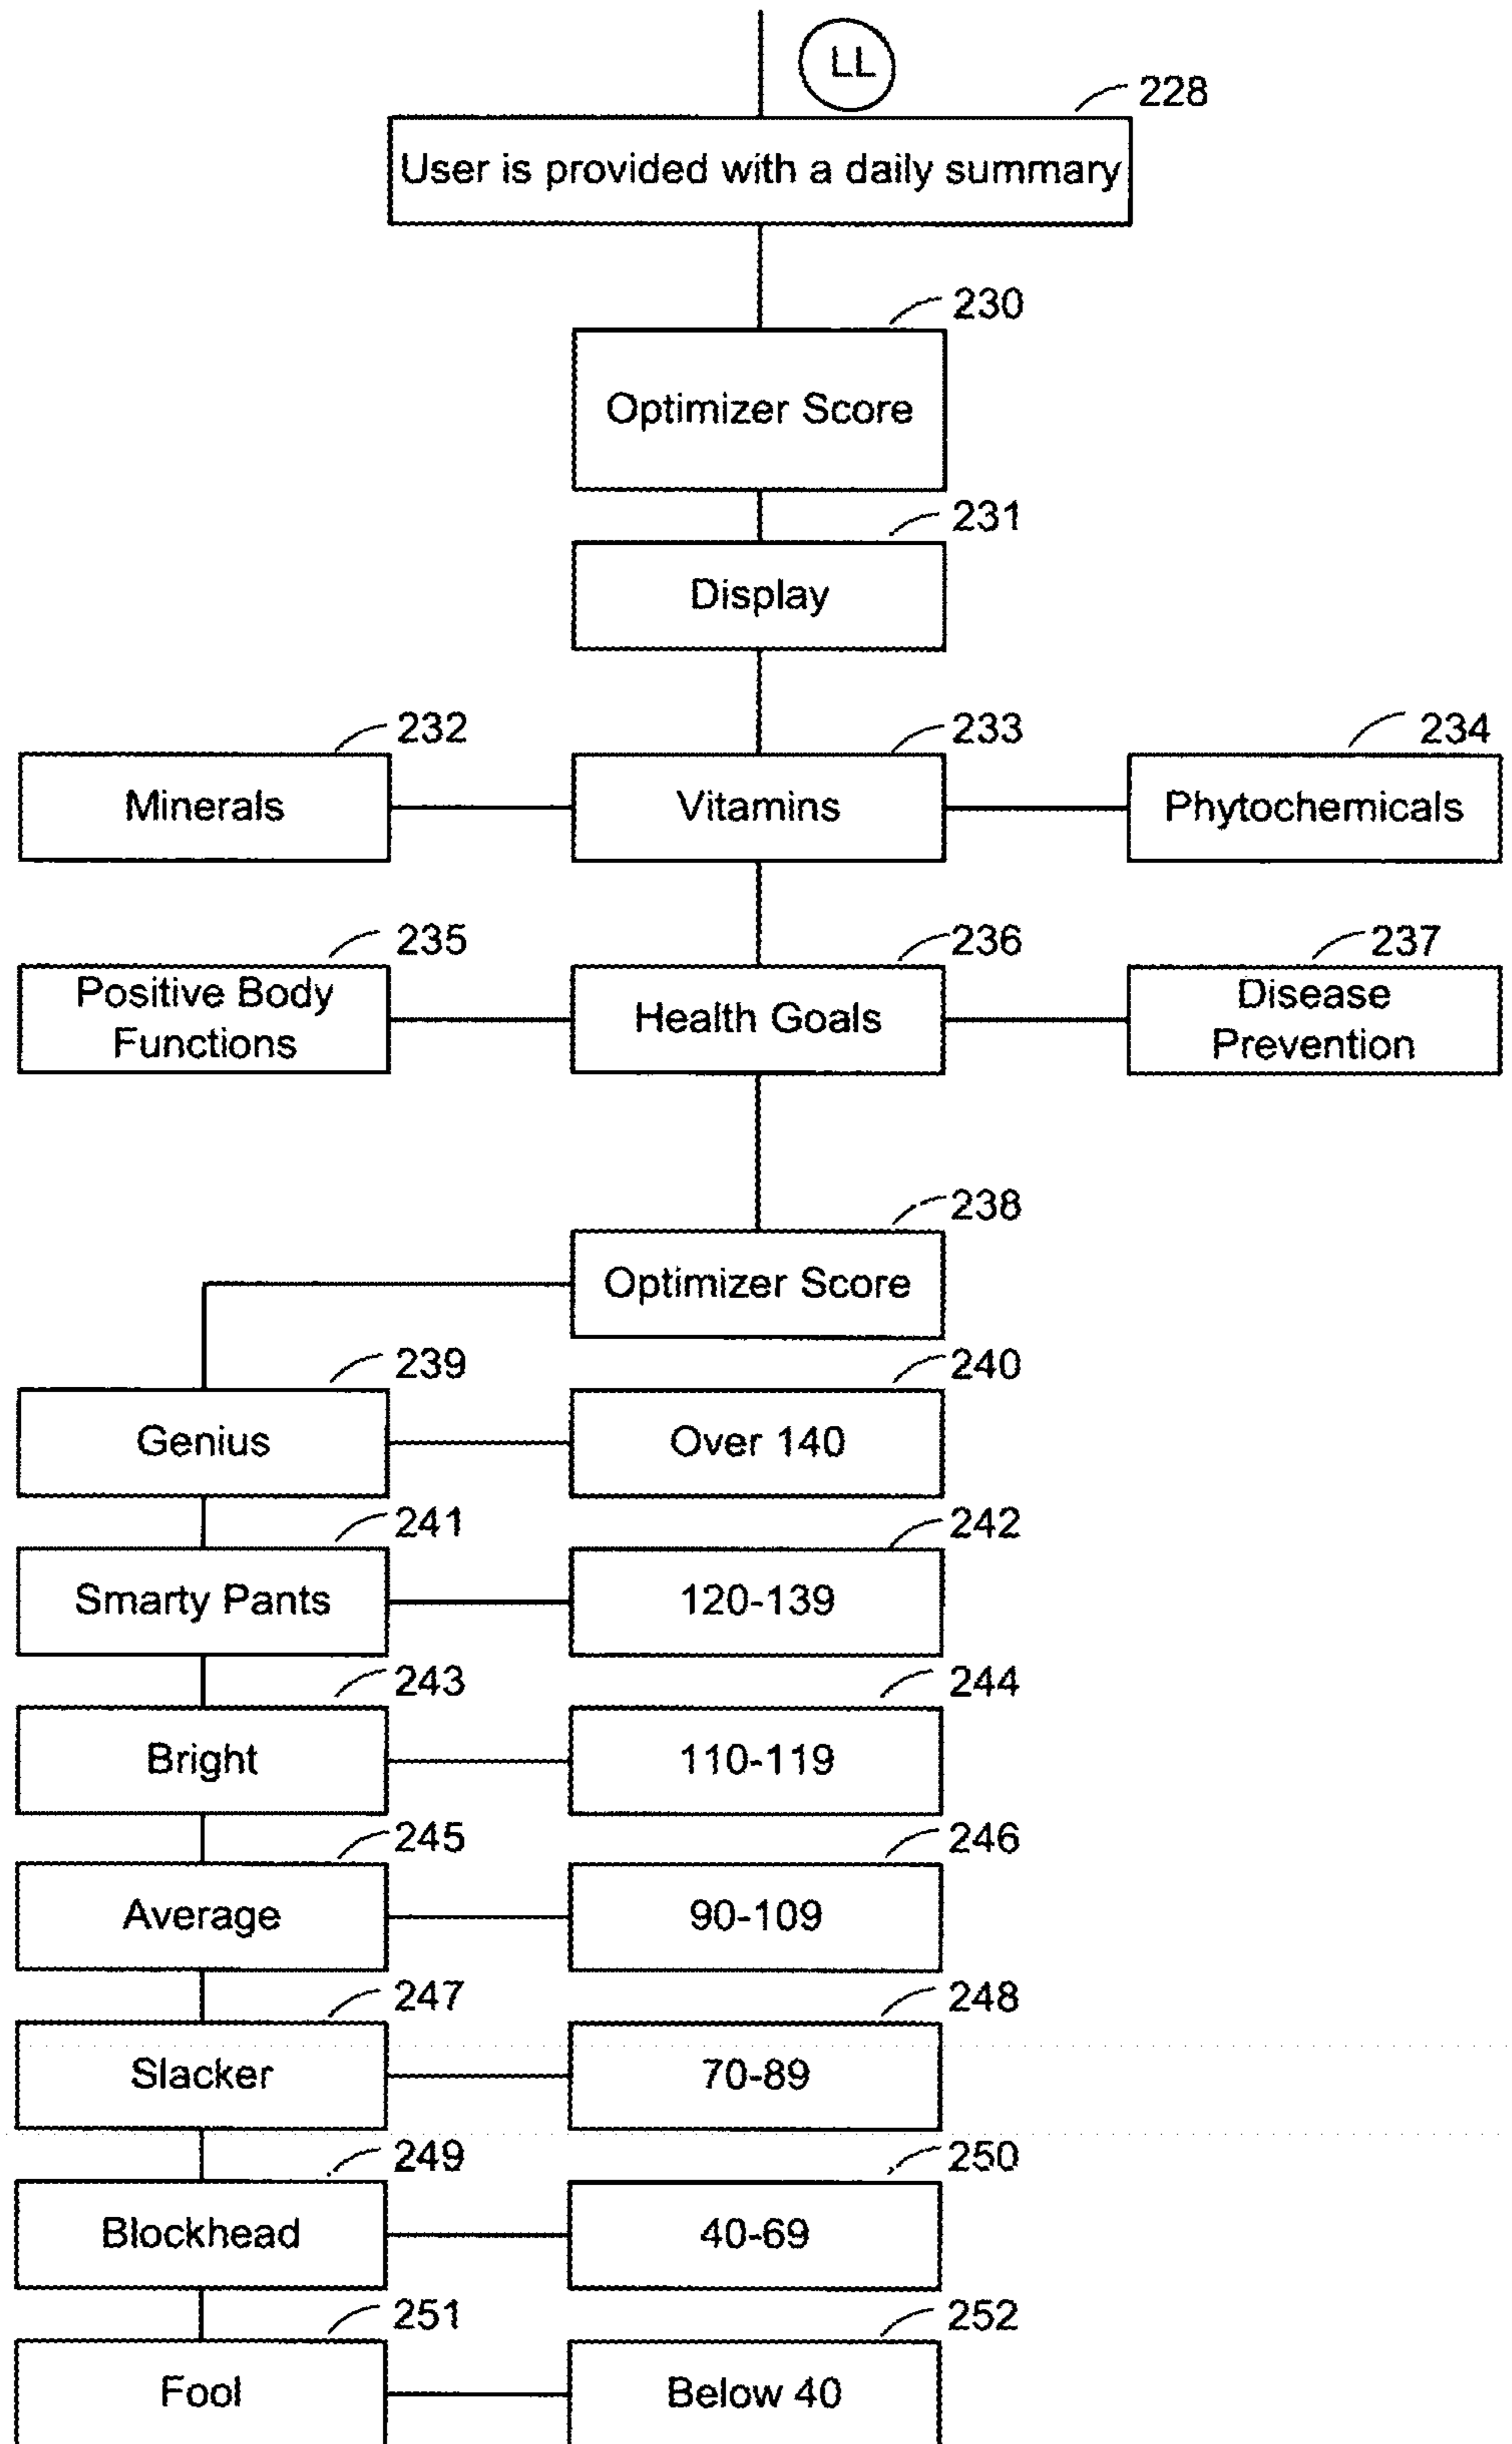 LL
228
User is provided with a daily summary
230
Optimizer Score
231
Display
232
233
234
Minerals
Vitamins
Phytochemicals
235
236
237
Positive Body
Functions
Health Goals
Disease
Prevention
238
Optimizer Score
239
240
Genius
Over 140
241
242
Smarty Pants
120-139
243
244
Bright
110-119
245
246
Average
90-109
247
248
Slacker
70-89
249
250
Blockhead
40-69
251
252
Fool
Below 40